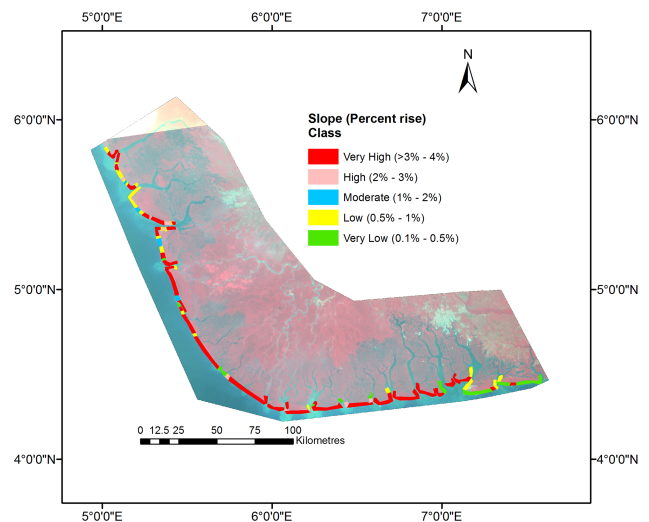 5°0'0"E 6°0'0"E 7°0'0"E
N
6°0'0"N 6°0'0"N
Slope (Percent rise)
Class
Very High (>3% - 4%)
High (2% - 3%)
Moderate (1% - 2%)
Low (0.5% - 1%)
Very Low (0.1% - 0.5%)
5°0'0"N 5°0'0"N
0 12.5 25 50 75 100
Kilometres
4°0'0"N 4°0'0"N
5°0'0"E 6°0'0"E 7°0'0"E